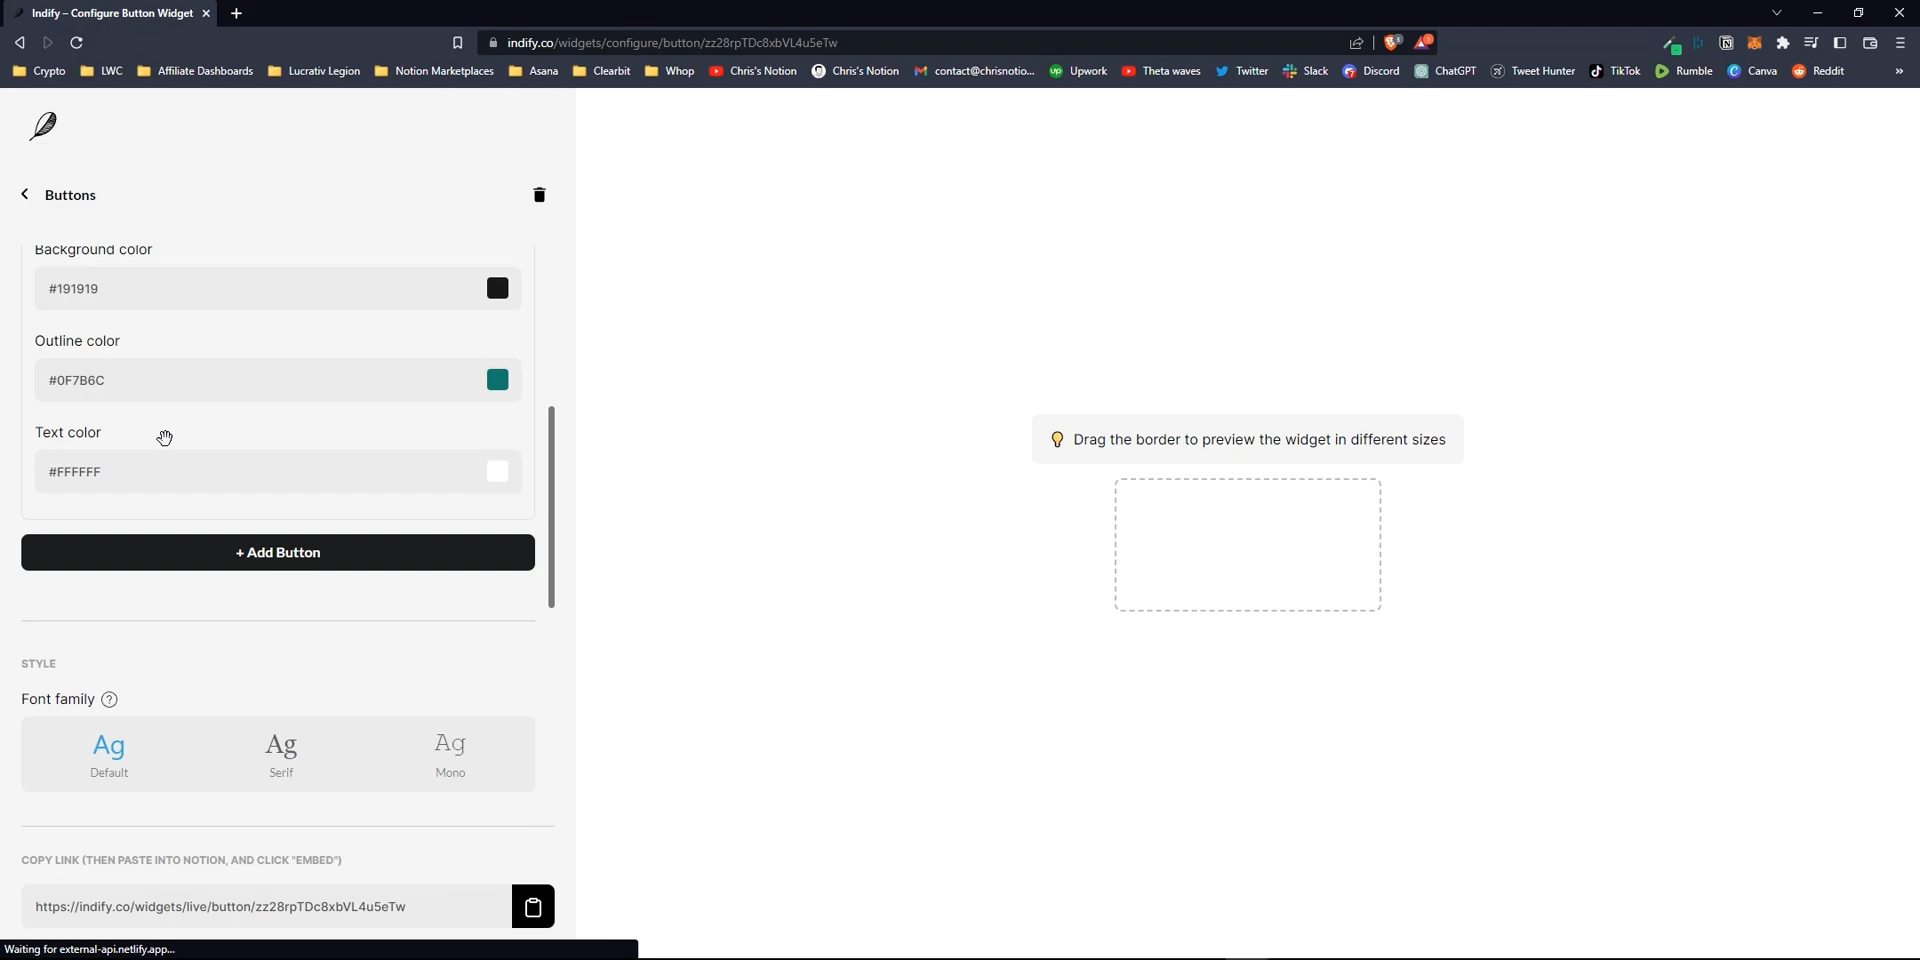 Indify – Configure Button Widget
indify.co/widgets/configure/button/zz28rpTDc8xbVL4u5eTw
Crypto LWC Affiliate Dashboards Lucrativ Legion Notion Marketplaces Asana Clearbit Whop Chris's Notion Chris's Notion contact@chrisnotio... Upwork Theta waves Twitter Slack Discord ChatGPT Tweet Hunter TikTok Rumble Canva Reddit »
Buttons
Background color
#191919
Outline color
#0F7B6C
Text color
#FFFFFF
+ Add Button
STYLE
Font family ?
Ag Ag Ag
Default Serif Mono
COPY LINK (THEN PASTE INTO NOTION, AND CLICK "EMBED")
https://indify.co/widgets/live/button/zz28rpTDc8xbVL4u5eTw
Waiting for external-api.netlify.app...
Drag the border to preview the widget in different sizes